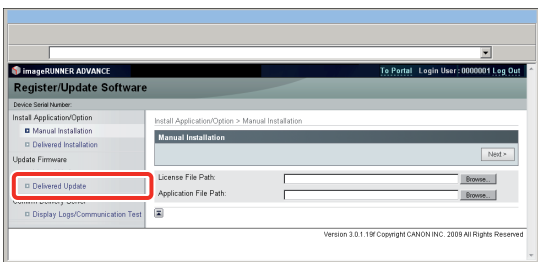 imageRUNNER ADVANCE
To Portal Login User : 0000001 Log Out
Register/Update Software
Device Serial Number:
Install Application/Option
Manual Installation
Delivered Installation
Update Firmware
Delivered Update
Confirm Delivery Server
Display Logs/Communication Test
Install Application/Option > Manual Installation
Manual Installation
Next >
License File Path:
Browse...
Application File Path:
Browse...
Version 3.0.1.19f Copyright CANON INC. 2009 All Rights Reserved